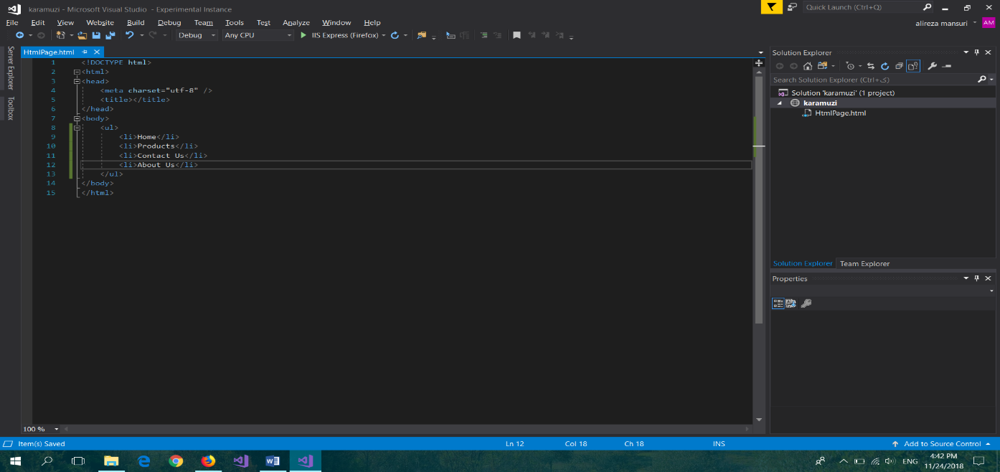 karamuzi - Microsoft Visual Studio - Experimental Instance
Quick Launch (Ctrl+Q)
File Edit View Website Build Debug Team Tools Test Analyze Window Help
alireza mansuri AM
Debug Any CPU IIS Express (Firefox)
Server Explorer
Toolbox
HtmlPage.html
1 <!DOCTYPE html>
2 <html>
3 <head>
4 <meta charset="utf-8" />
5 <title></title>
6 </head>
7 <body>
8 <ul>
9 <li>Home</li>
10 <li>Products</li>
11 <li>Contact Us</li>
12 <li>About Us</li>
13 </ul>
14 </body>
15 </html>
100 %
Solution Explorer
Search Solution Explorer (Ctrl+ک)
Solution 'karamuzi' (1 project)
karamuzi
HtmlPage.html
Solution Explorer Team Explorer
Properties
Item(s) Saved Ln 12 Col 18 Ch 18 INS Add to Source Control
ENG
4:42 PM
11/24/2018